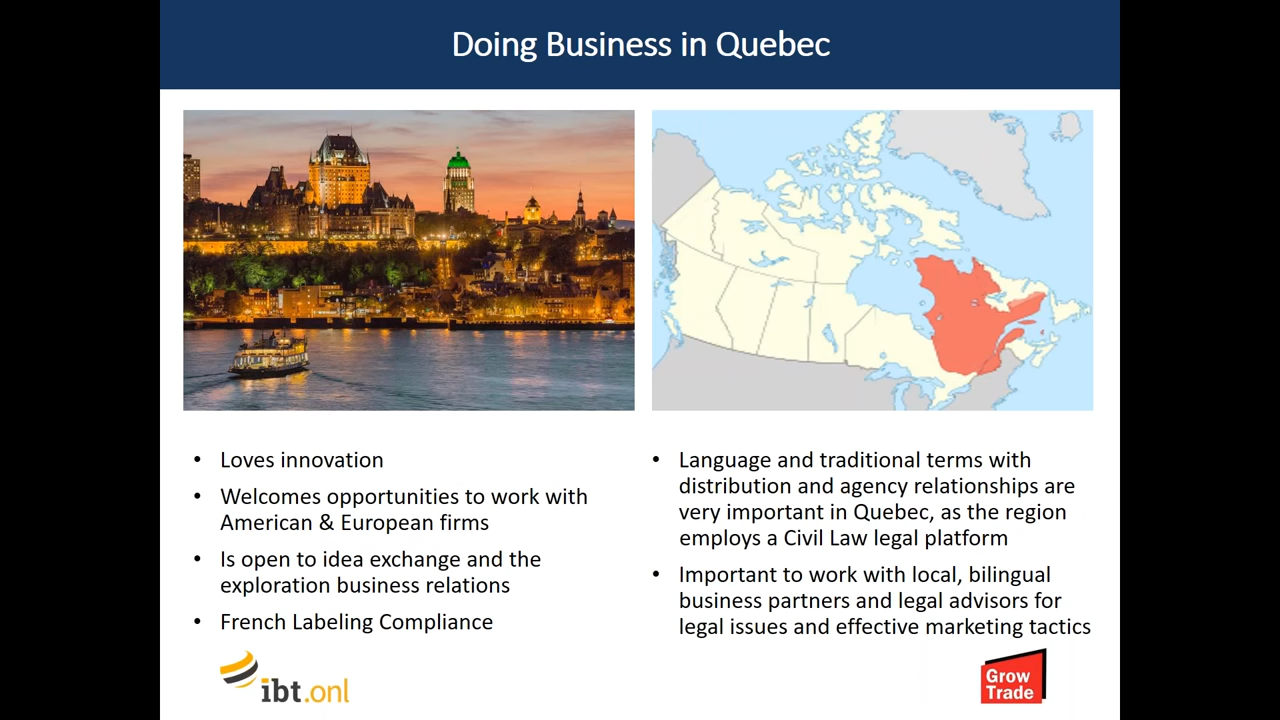 Doing Business in Quebec
• Loves innovation
• Welcomes opportunities to work with
American & European firms
• Is open to idea exchange and the
exploration business relations
• French Labeling Compliance
• Language and traditional terms with
distribution and agency relationships are
very important in Quebec, as the region
employs a Civil Law legal platform
• Important to work with local, bilingual
business partners and legal advisors for
legal issues and effective marketing tactics
ibt.onl
Grow
Trade